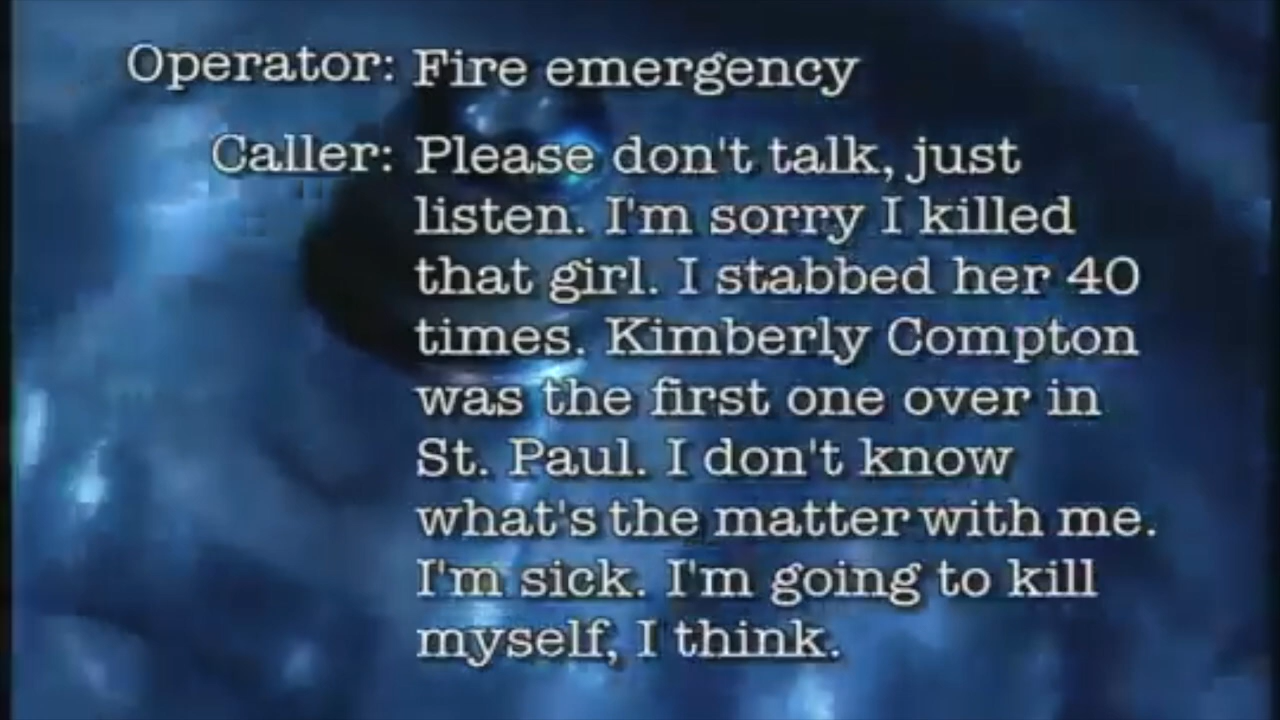 Operator: Fire emergency
Caller: Please don't talk, just
listen. I'm sorry I killed
that girl. I stabbed her 40
times. Kimberly Compton
was the first one over in
St. Paul. I don't know
what's the matter with me.
I'm sick. I'm going to kill
myself, I think.